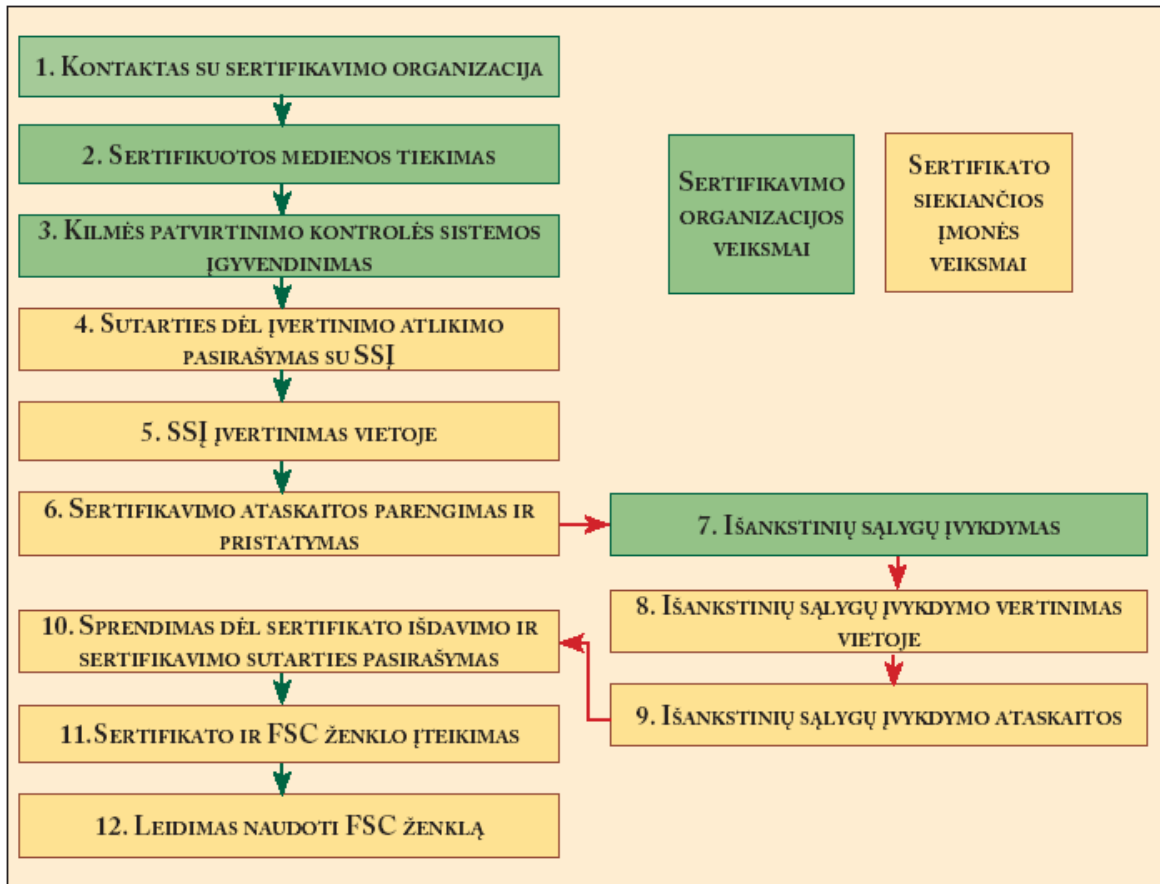 1. Kontaktas su sertifikavimo organizacija
2. Sertifikuotos medienos tiekimas
3. Kilmės patvirtinimo kontrolės sistemos
įgyvendinimas
4. Sutarties dėl įvertinimo atlikimo
pasirašymas su SSĮ
5. SSĮ įvertinimas vietoje
6. Sertifikavimo ataskaitos parengimas ir
pristatymas
7. Išankstinių sąlygų įvykdymas
8. Išankstinių sąlygų įvykdymo vertinimas
vietoje
9. Išankstinių sąlygų įvykdymo ataskaitos
10. Sprendimas dėl sertifikato išdavimo ir
sertifikavimo sutarties pasirašymas
11. Sertifikato ir FSC ženklo įteikimas
12. Leidimas naudoti FSC ženklą
Sertifikavimo
organizacijos
veiksmai
Sertifikato
siekiančios
įmonės
veiksmai